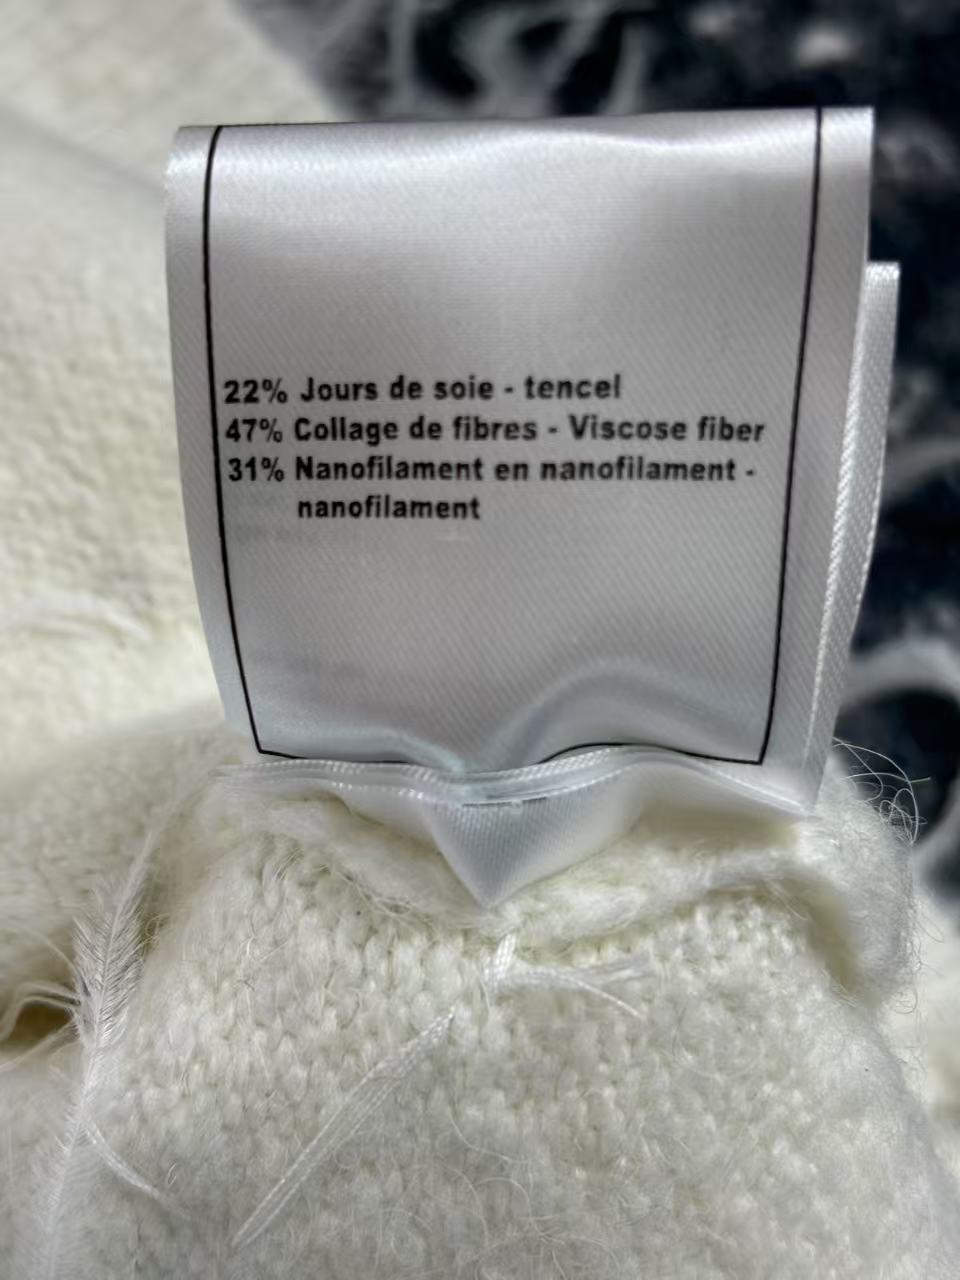 22% Jours de soie - tencel
47% Collage de fibres - Viscose fiber
31% Nanofilament en nanofilament -
nanofilament